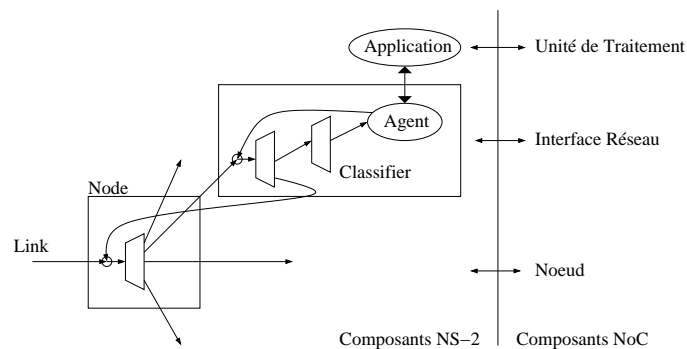 Application
Unité de Traitement
Agent
Interface Réseau
Classifier
Node
Link
Noeud
Composants NS−2
Composants NoC